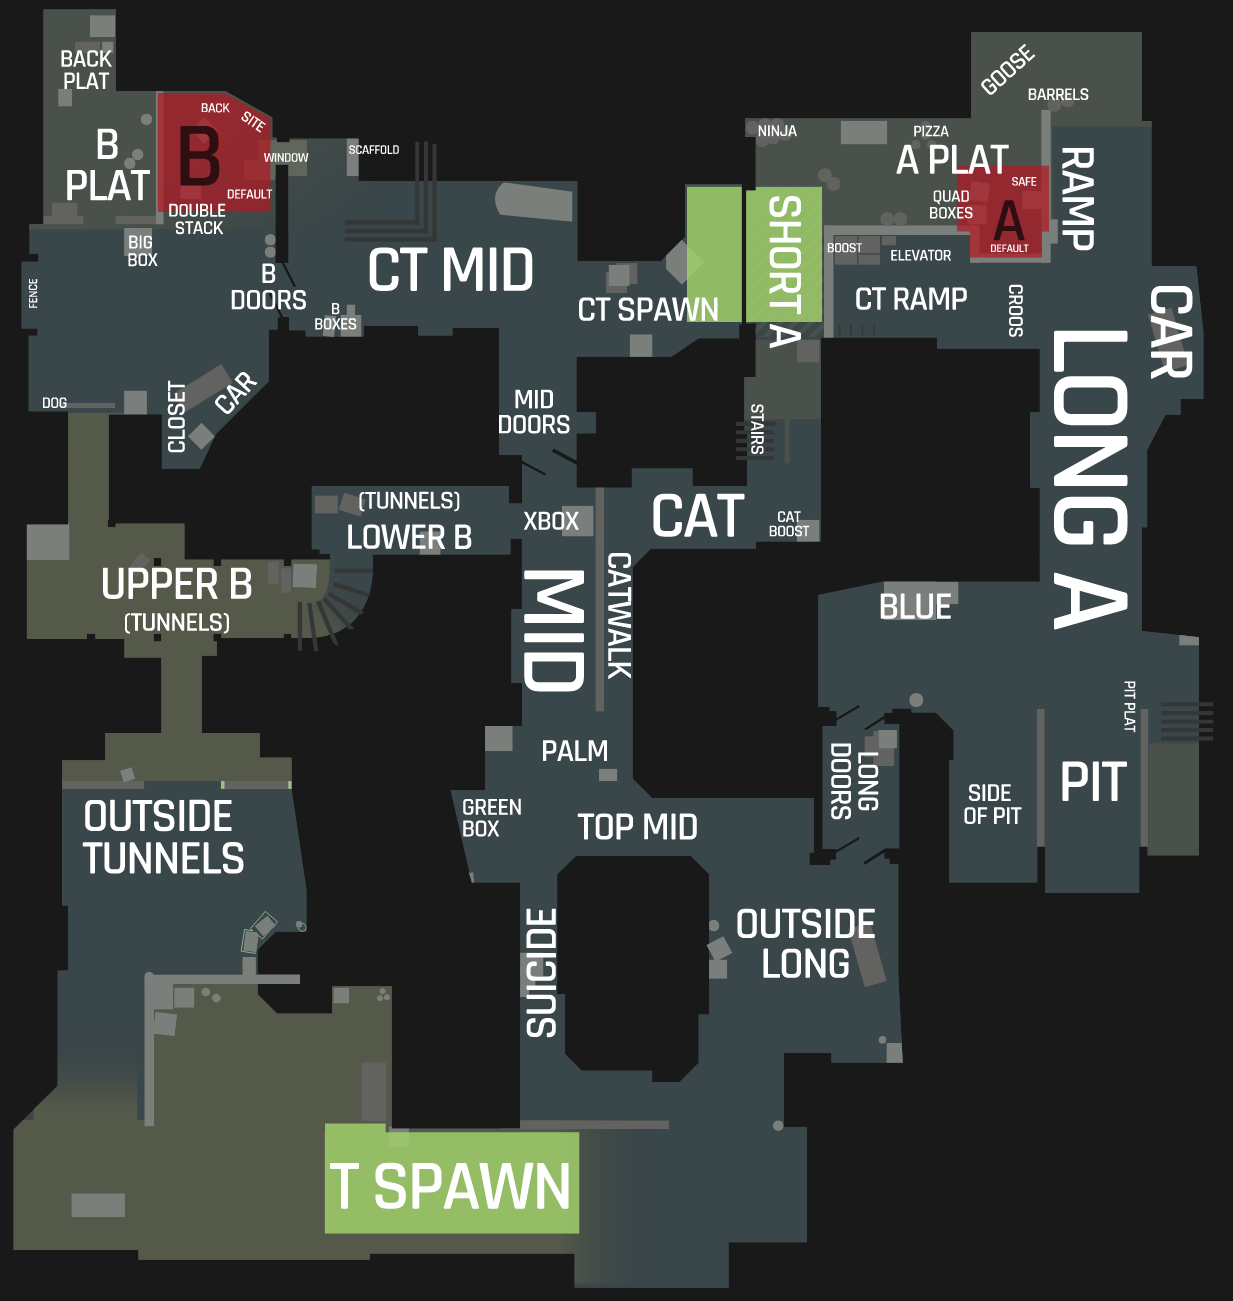 BACK
PLAT
B
PLAT
B
BACK
SITE
WINDOW
DEFAULT
DOUBLE
STACK
BIG
BOX
FENCE
B
DOORS
B
BOXES
SCAFFOLD
CT MID
CT SPAWN
SHORT A
NINJA
PIZZA
A PLAT
GOOSE
BARRELS
RAMP
SAFE
QUAD
BOXES
A
DEFAULT
BOOST
ELEVATOR
CT RAMP
CROOS
CAR
LONG A
DOG
CLOSET
CAR
MID
DOORS
STAIRS
(TUNNELS)
LOWER B
XBOX
CAT
CAT
BOOST
UPPER B
(TUNNELS)
MID
CATWALK
BLUE
PIT PLAT
PALM
LONG
DOORS
SIDE
OF PIT
PIT
OUTSIDE
TUNNELS
GREEN
BOX
TOP MID
SUICIDE
OUTSIDE
LONG
T SPAWN